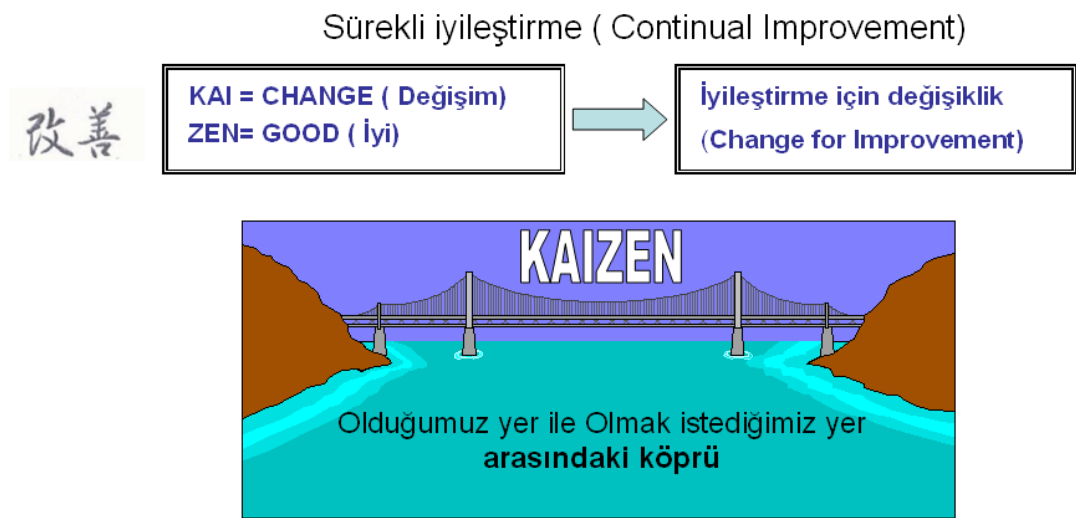 Sürekli iyileştirme ( Continual Improvement)
改善
KAI = CHANGE ( Değişim)
ZEN= GOOD ( İyi)
İyileştirme için değişiklik
(Change for Improvement)
KAIZEN
Olduğumuz yer ile Olmak istediğimiz yer
arasındaki köprü